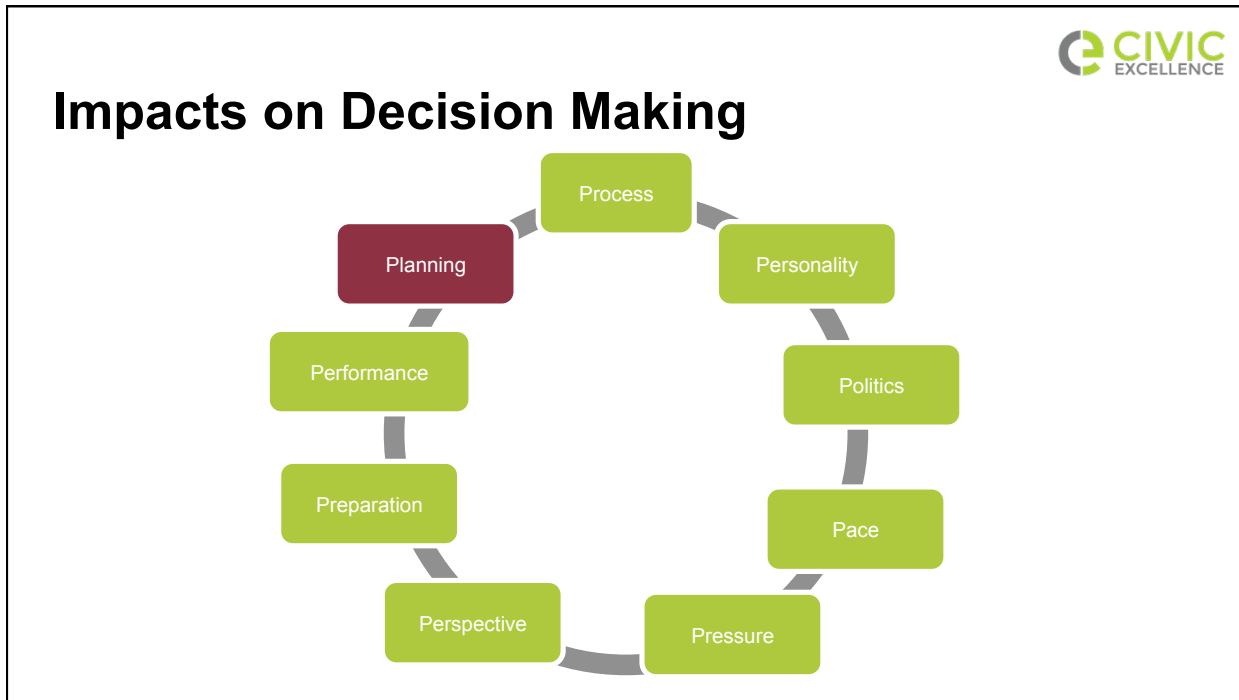 CIVIC
EXCELLENCE
Impacts on Decision Making
Process
Personality
Politics
Pace
Pressure
Perspective
Preparation
Performance
Planning